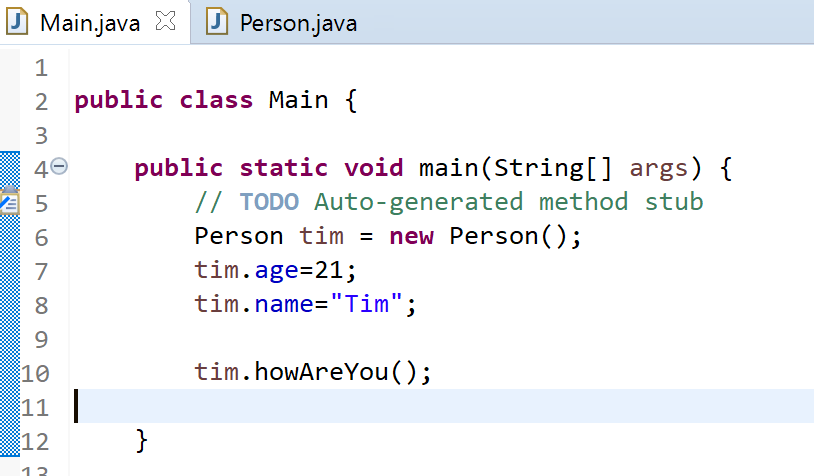 Main.java Person.java
1
2 public class Main {
3
4 public static void main(String[] args) {
5 // TODO Auto-generated method stub
6 Person tim = new Person();
7 tim.age=21;
8 tim.name="Tim";
9
10 tim.howAreYou();
11
12 }
13